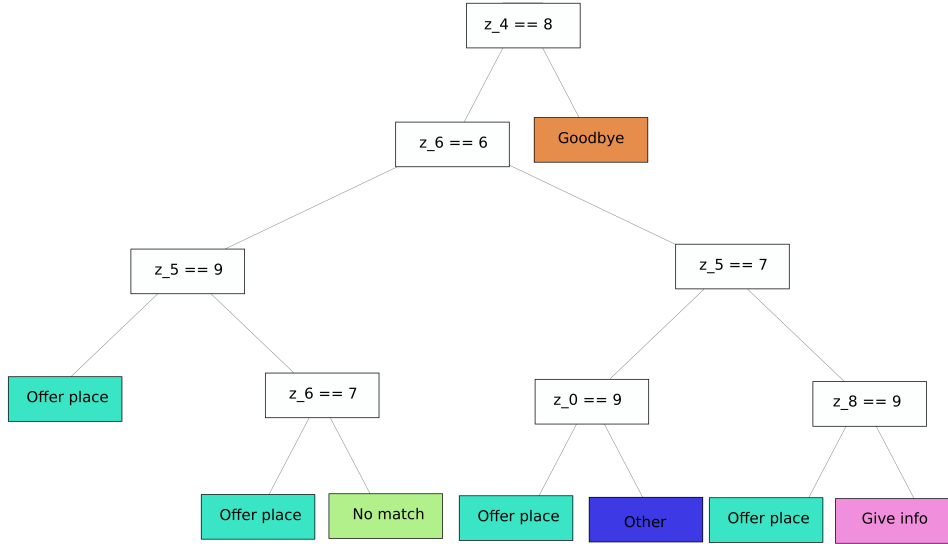 z_4 == 8
z_6 == 6
Goodbye
z_5 == 9
z_5 == 7
Offer place
z_6 == 7
z_0 == 9
z_8 == 9
Offer place
No match
Offer place
Other
Offer place
Give info